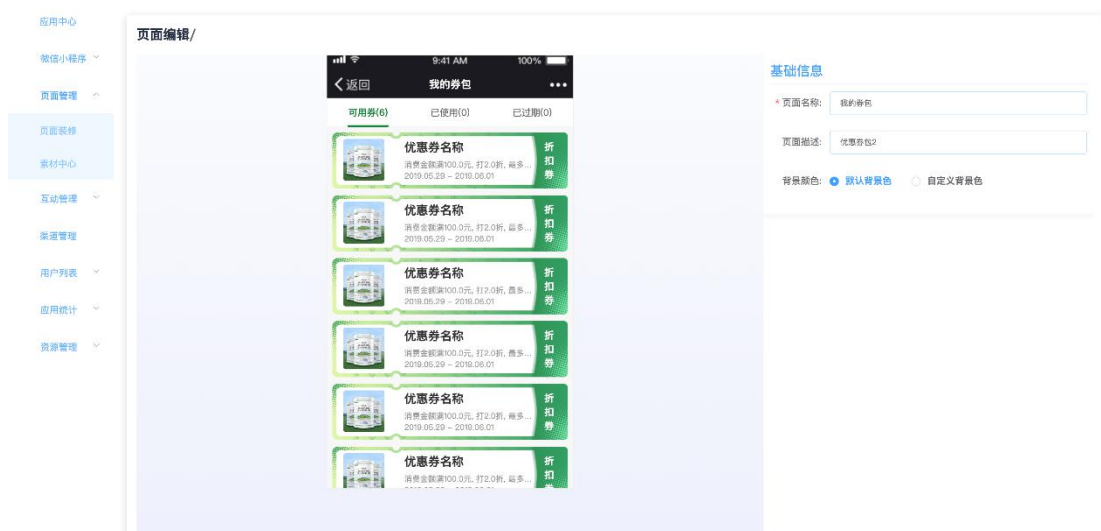 应用中心
微信小程序
页面管理
页面装修
素材中心
互动管理
渠道管理
用户列表
应用统计
资源管理
页面编辑/
9:41 AM 100%
返回 我的券包
可用券(6) 已使用(0) 已过期(0)
优惠券名称
消费金额满100.0元, 打2.0折, 最多...
2019.05.29 – 2019.06.01
折扣券
优惠券名称
消费金额满100.0元, 打2.0折, 最多...
2019.05.29 – 2019.06.01
折扣券
优惠券名称
消费金额满100.0元, 打2.0折, 最多...
2019.05.29 – 2019.06.01
折扣券
优惠券名称
消费金额满100.0元, 打2.0折, 最多...
2019.05.29 – 2019.06.01
折扣券
优惠券名称
消费金额满100.0元, 打2.0折, 最多...
2019.05.29 – 2019.06.01
折扣券
优惠券名称
消费金额满100.0元, 打2.0折, 最多...
折扣
基础信息
* 页面名称: 我的券包
页面描述: 优惠券包2
背景颜色: 默认背景色 自定义背景色